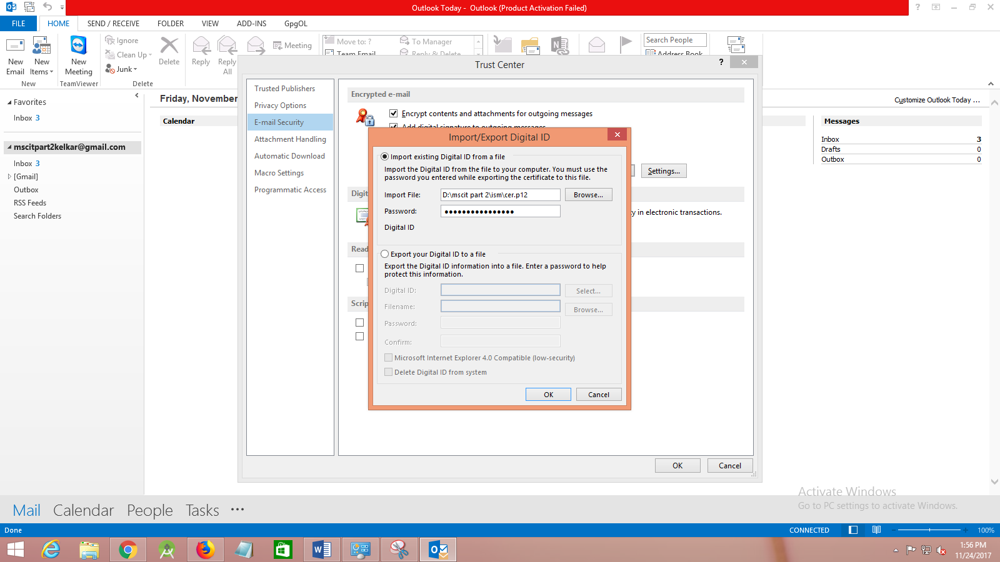 Outlook Today - Outlook (Product Activation Failed)
FILE
HOME
SEND / RECEIVE
FOLDER
VIEW
ADD-INS
GpgOL
New Email
New Items
New
New Meeting
TeamViewer
Ignore
Clean Up
Junk
Delete
Delete
Reply
Reply All
Meeting
Move to: ?
To Manager
Team Email
Reply & Delete
Search People
Address Book
Favorites
Inbox 3
mscitpart2kelkar@gmail.com
Inbox 3
[Gmail]
Outbox
RSS Feeds
Search Folders
Friday, November
Calendar
Customize Outlook Today ...
Messages
Inbox 3
Drafts 0
Outbox 0
Trust Center
?
Trusted Publishers
Privacy Options
E-mail Security
Attachment Handling
Automatic Download
Macro Settings
Programmatic Access
Encrypted e-mail
Encrypt contents and attachments for outgoing messages
Add digital signature to outgoing messages
Settings...
Digit
y in electronic transactions.
Read
Scrip
OK
Cancel
Import/Export Digital ID
Import existing Digital ID from a file
Import the Digital ID from the file to your computer. You must use the
password you entered while exporting the certificate to this file.
Import File: D:\mscit part 2\ism\cer.p12 Browse...
Password: ••••••••••••••••
Digital ID
Export your Digital ID to a file
Export the Digital ID information into a file. Enter a password to help
protect this information.
Digital ID: Select...
Filename: Browse...
Password:
Confirm:
Microsoft Internet Explorer 4.0 Compatible (low-security)
Delete Digital ID from system
OK
Cancel
Activate Windows
Go to PC settings to activate Windows.
Mail Calendar People Tasks •••
Done
CONNECTED
100%
1:56 PM
11/24/2017